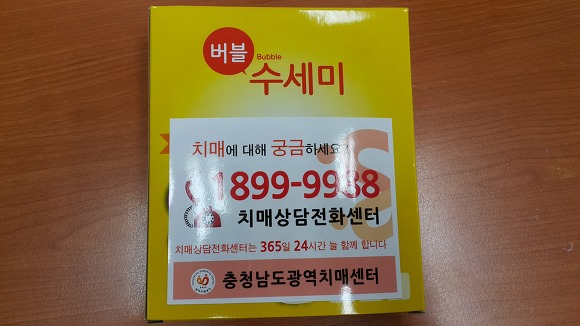 버블
Bubble
수세미
치매에 대해 궁금하세요?
1899-9988
치매상담전화센터
치매상담전화센터는 365일 24시간 늘 함께 합니다
충청남도광역치매센터